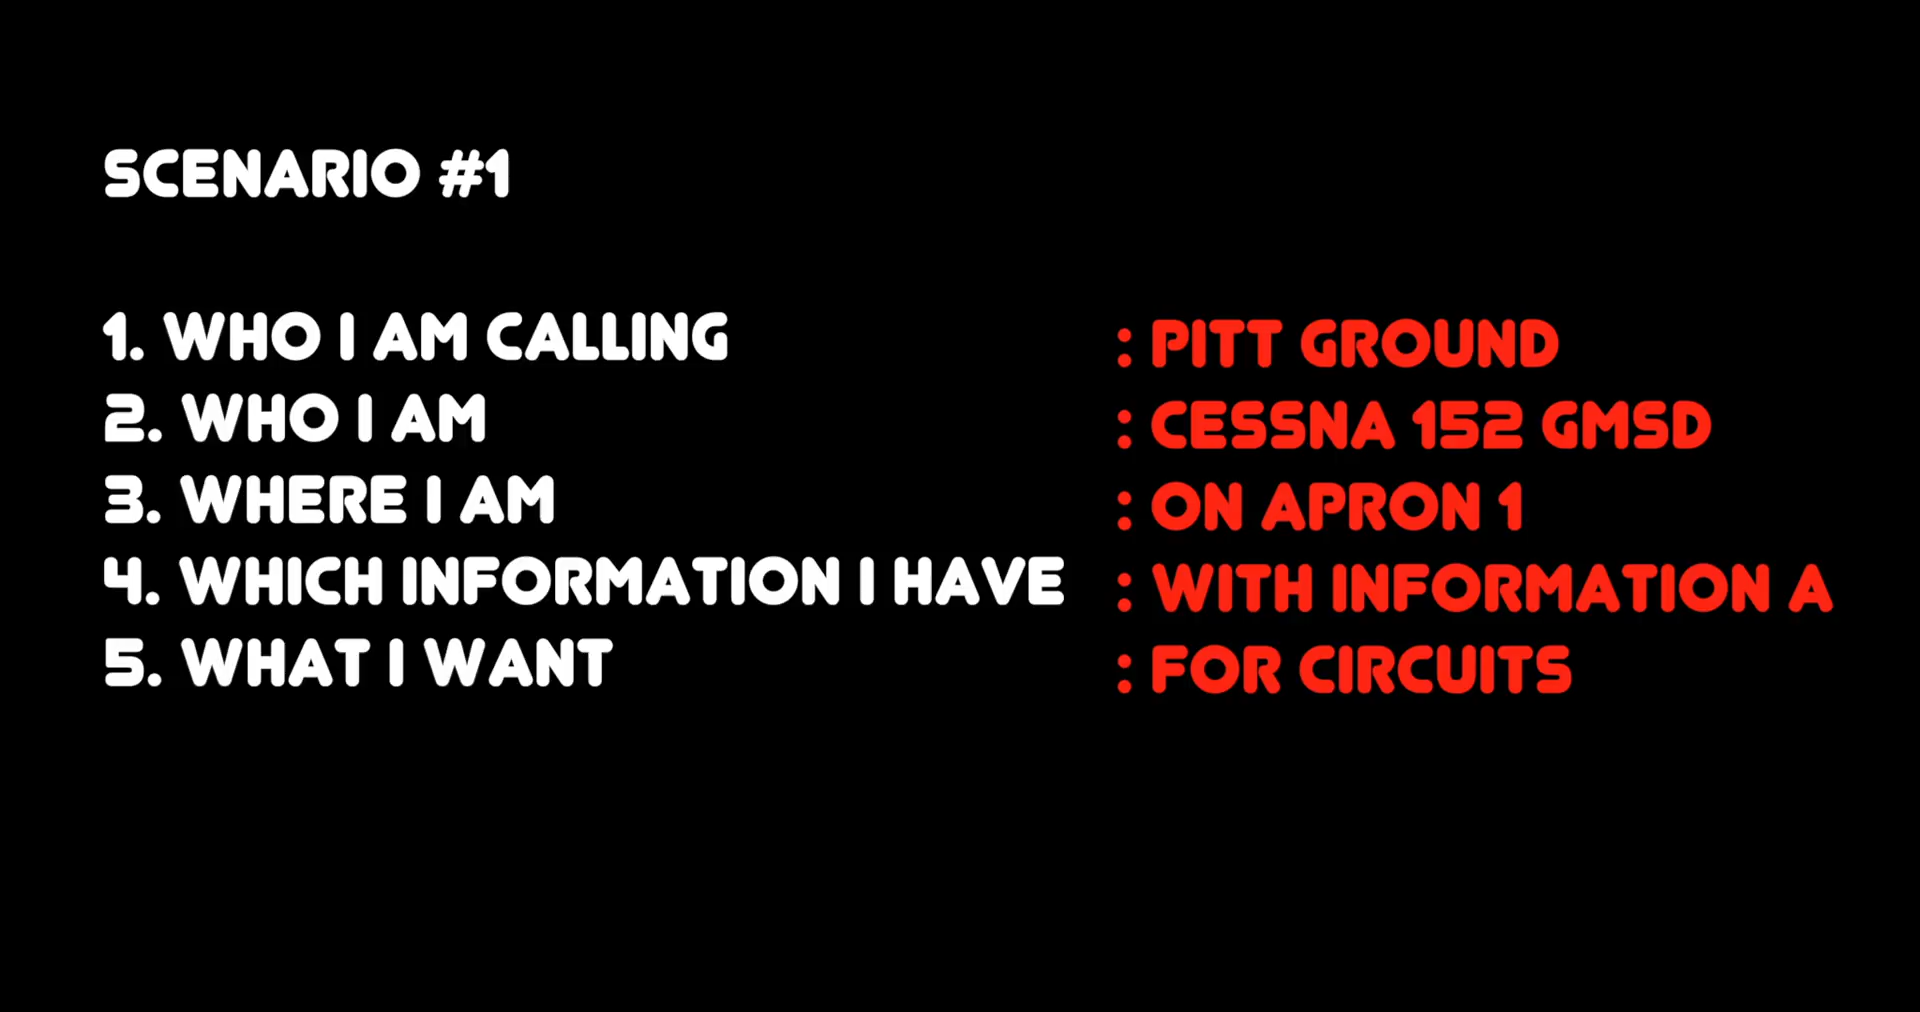 SCENARIO #1
1. WHO I AM CALLING : PITT GROUND
2. WHO I AM : CESSNA 152 GMSD
3. WHERE I AM : ON APRON 1
4. WHICH INFORMATION I HAVE : WITH INFORMATION A
5. WHAT I WANT : FOR CIRCUITS